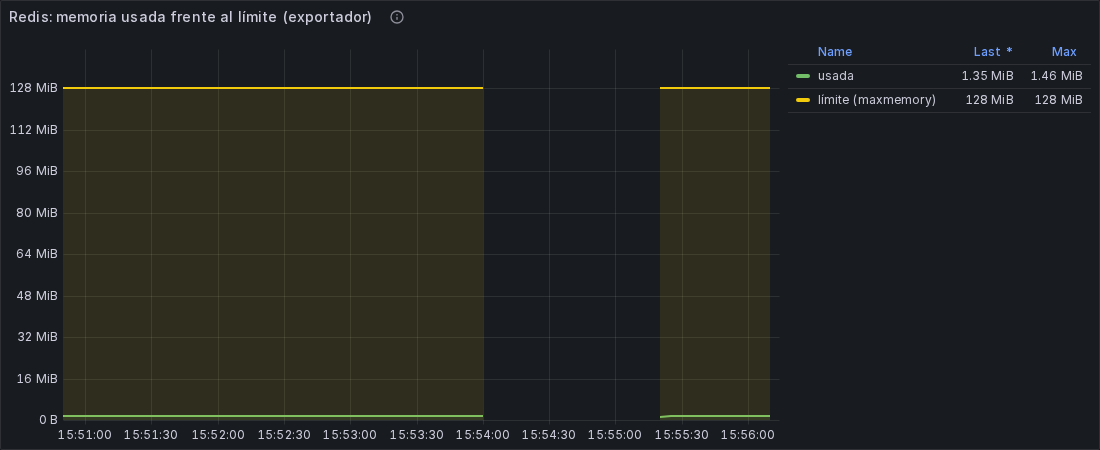 Redis: memoria usada frente al límite (exportador)
Name Last * Max
usada 1.35 MiB 1.46 MiB
límite (maxmemory) 128 MiB 128 MiB
128 MiB
112 MiB
96 MiB
80 MiB
64 MiB
48 MiB
32 MiB
16 MiB
0 B
15:51:00 15:51:30 15:52:00 15:52:30 15:53:00 15:53:30 15:54:00 15:54:30 15:55:00 15:55:30 15:56:00